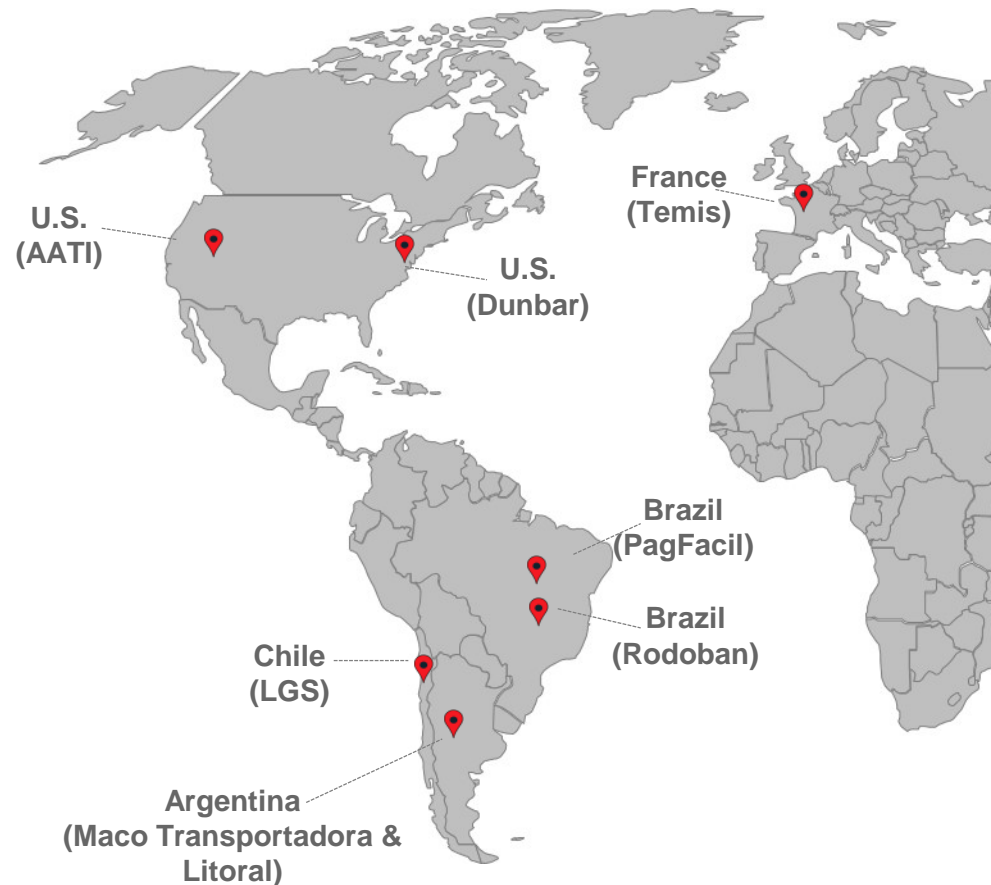 France
(Temis)
U.S.
(AATI)
U.S.
(Dunbar)
Brazil
(PagFacil)
Brazil
(Rodoban)
Chile
(LGS)
Argentina
(Maco Transportadora &
Litoral)